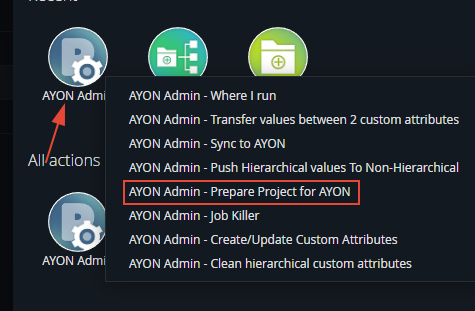 AYON Admi
AYON Admin - Where I run
AYON Admin - Transfer values between 2 custom attributes
AYON Admin - Sync to AYON
AYON Admin - Push Hierarchical values To Non-Hierarchical
All actions
AYON Admin - Prepare Project for AYON
AYON Admin - Job Killer
AYON Admin - Create/Update Custom Attributes
AYON Admi
AYON Admin - Clean hierarchical custom attributes